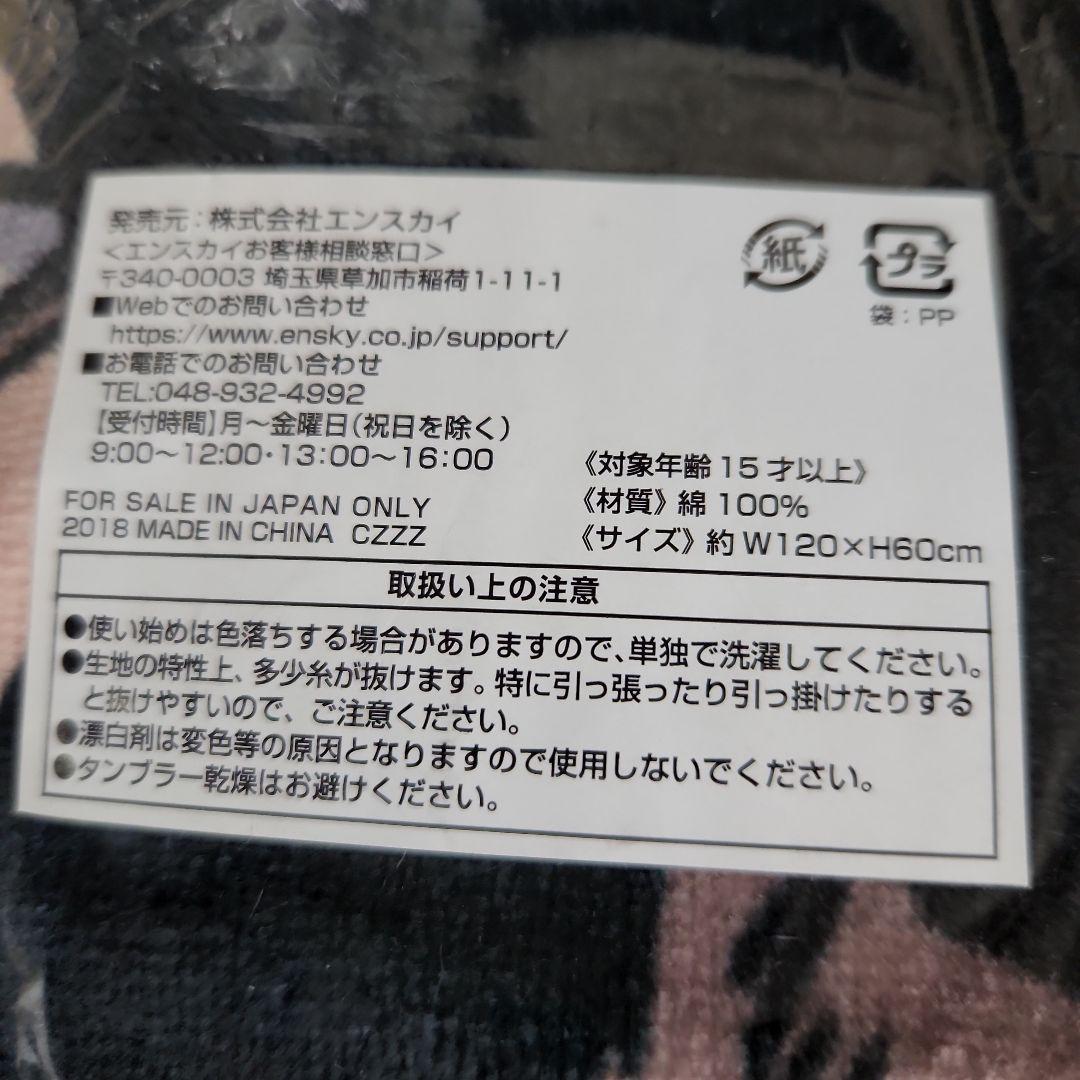 発売元：株式会社エンスカイ
＜エンスカイお客様相談窓口＞
〒340-0003 埼玉県草加市稲荷1-11-1
■Webでのお問い合わせ
https://www.ensky.co.jp/support/
■お電話でのお問い合わせ
TEL:048-932-4992
【受付時間】月〜金曜日（祝日を除く）
9:00〜12:00・13:00〜16:00
FOR SALE IN JAPAN ONLY
2018 MADE IN CHINA CZZZ
紙
プラ
袋：PP
《対象年齢15才以上》
《材質》綿100%
《サイズ》約W120×H60cm
取扱い上の注意
●使い始めは色落ちする場合がありますので、単独で洗濯してください。
●生地の特性上、多少糸が抜けます。特に引っ張ったり引っ掛けたりする
と抜けやすいので、ご注意ください。
●漂白剤は変色等の原因となりますので使用しないでください。
●タンブラー乾燥はお避けください。